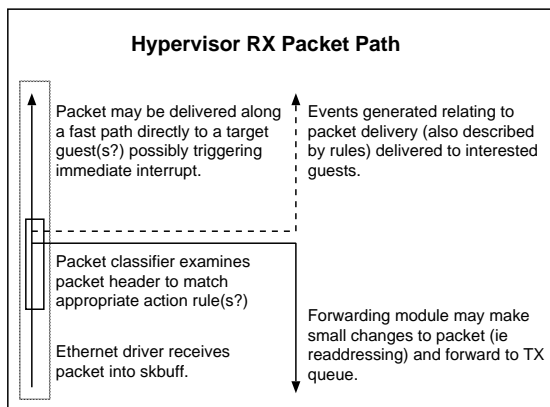 Hypervisor RX Packet Path
Packet may be delivered along
a fast path directly to a target
guest(s?) possibly triggering
immediate interrupt.
Events generated relating to
packet delivery (also described
by rules) delivered to interested
guests.
Packet classifier examines
packet header to match
appropriate action rule(s?)
Ethernet driver receives
packet into skbuff.
Forwarding module may make
small changes to packet (ie
readdressing) and forward to TX
queue.